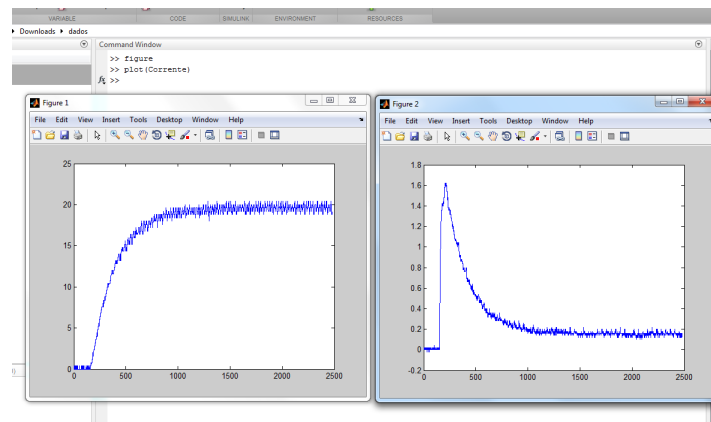 VARIABLE CODE SIMULINK ENVIRONMENT RESOURCES
Downloads dados
Command Window
>> figure
>> plot(Corrente)
fx >>
Figure 1
File Edit View Insert Tools Desktop Window Help
25
20
15
10
5
0
0 500 1000 1500 2000 2500
Figure 2
File Edit View Insert Tools Desktop Window Help
1.8
1.6
1.4
1.2
1
0.8
0.6
0.4
0.2
0
-0.2
0 500 1000 1500 2000 2500